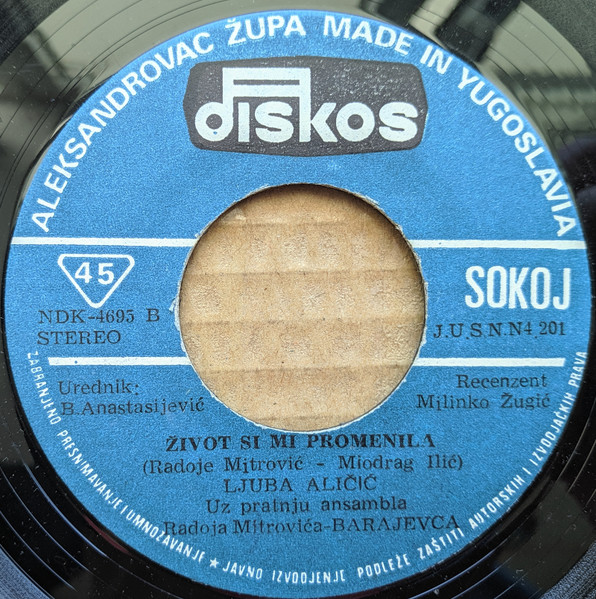 ALEKSANDROVAC ŽUPA MADE IN YUGOSLAVIA
diskos
45
SOKOJ
NDK-4695 B
STEREO
J.U.S.N.N4.201
Urednik:
B.Anastasijević
Recenzent
Milinko Žugić
ŽIVOT SI MI PROMENILA
(Radoje Mitrović - Miodrag Ilić)
LJUBA ALIČIĆ
Uz pratnju ansambla
Radoja Mitrovića-BARAJEVCA
ZABRANJENO PRESNIMAVANJE I UMNOŽAVANJE ★ JAVNO IZVODJENJE PODLEŽE ZAŠTITI AUTORSKIH I IZVODJAČKIH PRAVA